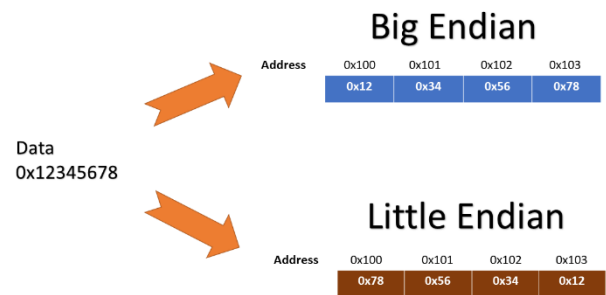 Big Endian
Address 0x100 0x101 0x102 0x103
0x12 0x34 0x56 0x78
Data
0x12345678
Little Endian
Address 0x100 0x101 0x102 0x103
0x78 0x56 0x34 0x12